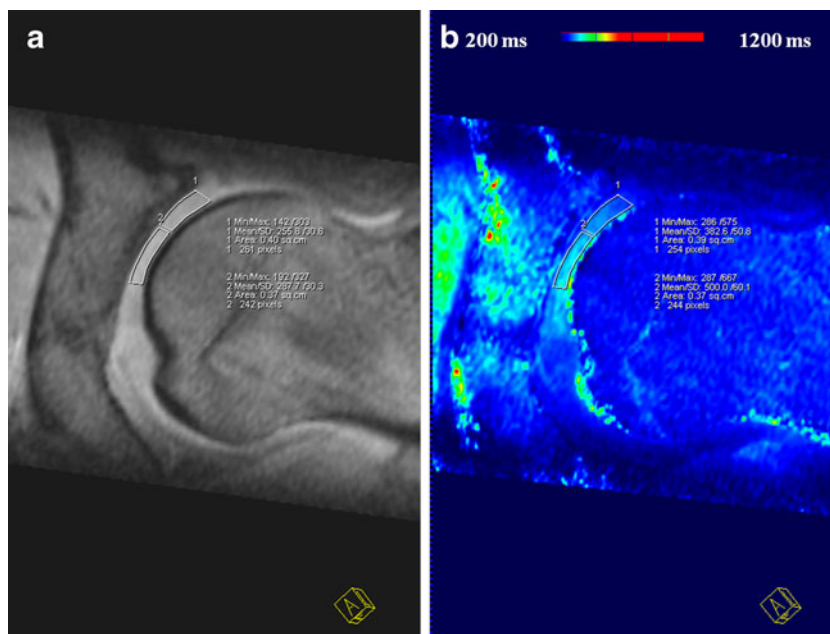 a
1
2
1 Min/Max: 142 /303
1 Mean/SD: 255.8 /30.6
1 Area: 0.40 sq.cm
1 261 pixels
2 Min/Max: 192 /327
2 Mean/SD: 287.7 /30.3
2 Area: 0.37 sq.cm
2 242 pixels
A
b
200 ms 1200 ms
1
2
1 Min/Max: 286 /575
1 Mean/SD: 382.6 /50.8
1 Area: 0.39 sq.cm
1 254 pixels
2 Min/Max: 287 /667
2 Mean/SD: 500.0 /60.1
2 Area: 0.37 sq.cm
2 244 pixels
A